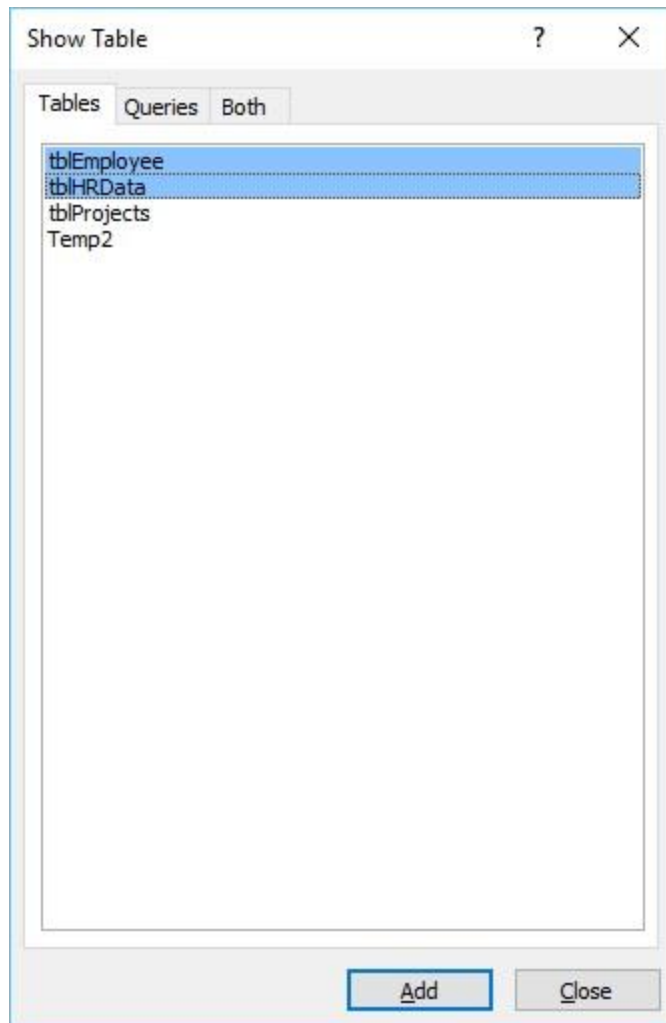 Show Table ?
Tables Queries Both
tblEmployee
tblHRData
tblProjects
Temp2
Add Close